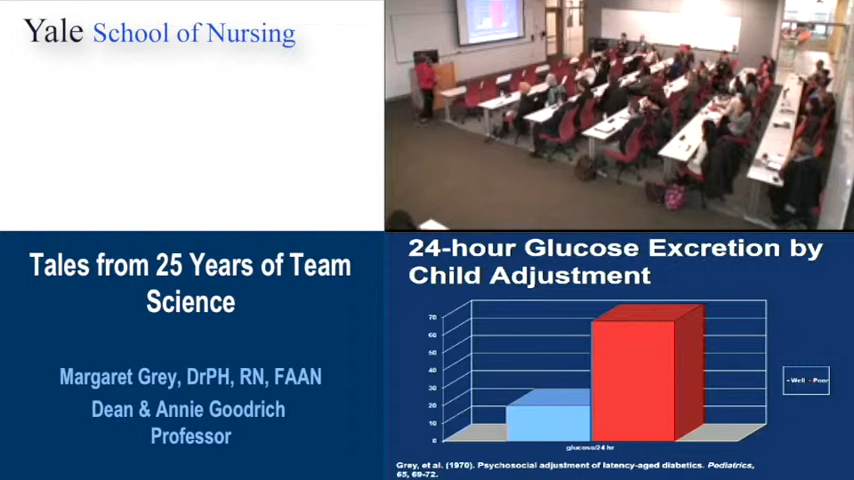 Yale School of Nursing
Tales from 25 Years of Team
Science
Margaret Grey, DrPH, RN, FAAN
Dean & Annie Goodrich
Professor
24-hour Glucose Excretion by
Child Adjustment
70
60
50
40
30
20
10
0
glucose/24 hr
Well Poor
Grey, et al. (1970). Psychosocial adjustment of latency-aged diabetics. Pediatrics,
65, 69-72.